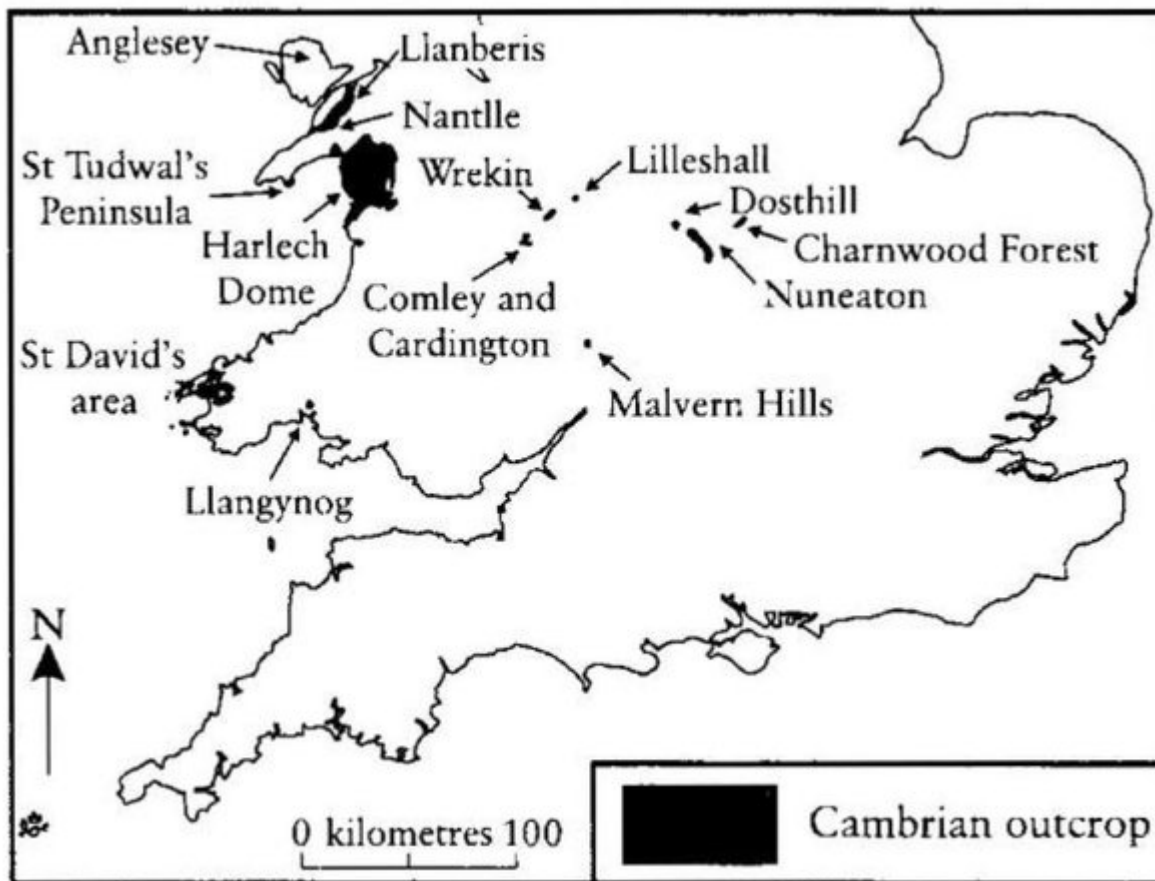 Anglesey
Llanberis
Nantlle
St Tudwal's
Peninsula
Harlech
Dome
Wrekin
Lilleshall
Dosthill
Charnwood Forest
Nuneaton
Comley and
Cardington
Malvern Hills
St David's
area
Llangynog
N
0 kilometres 100
Cambrian outcrop